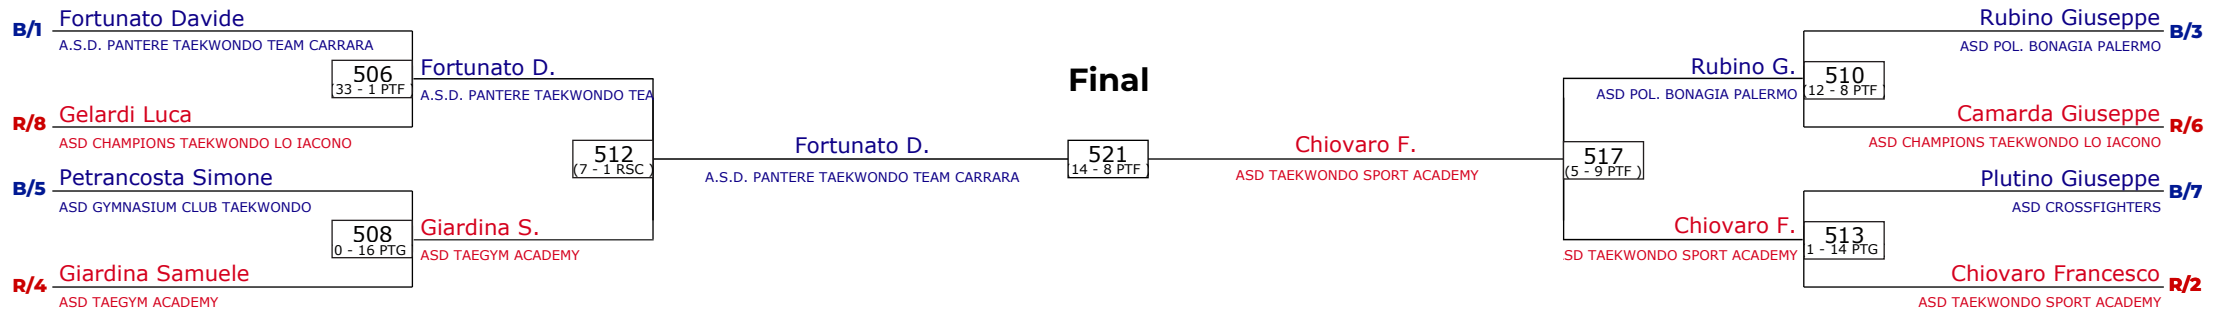 B/1
Fortunato Davide
A.S.D. PANTERE TAEKWONDO TEAM CARRARA
506
(33 - 1 PTF )
R/8
Gelardi Luca
ASD CHAMPIONS TAEKWONDO LO IACONO
B/5
Petrancosta Simone
ASD GYMNASIUM CLUB TAEKWONDO
508
0 - 16 PTG
R/4
Giardina Samuele
ASD TAEGYM ACADEMY
Fortunato D.
A.S.D. PANTERE TAEKWONDO TEA
512
(7 - 1 RSC )
Giardina S.
ASD TAEGYM ACADEMY
Fortunato D.
A.S.D. PANTERE TAEKWONDO TEAM CARRARA
Final
521
(14 - 8 PTF )
Chiovaro F.
ASD TAEKWONDO SPORT ACADEMY
517
(5 - 9 PTF )
Rubino G.
ASD POL. BONAGIA PALERMO
Chiovaro F.
SD TAEKWONDO SPORT ACADEMY
Rubino Giuseppe
B/3
ASD POL. BONAGIA PALERMO
510
(12 - 8 PTF )
Camarda Giuseppe
R/6
ASD CHAMPIONS TAEKWONDO LO IACONO
Plutino Giuseppe
B/7
ASD CROSSFIGHTERS
513
1 - 14 PTG
Chiovaro Francesco
R/2
ASD TAEKWONDO SPORT ACADEMY